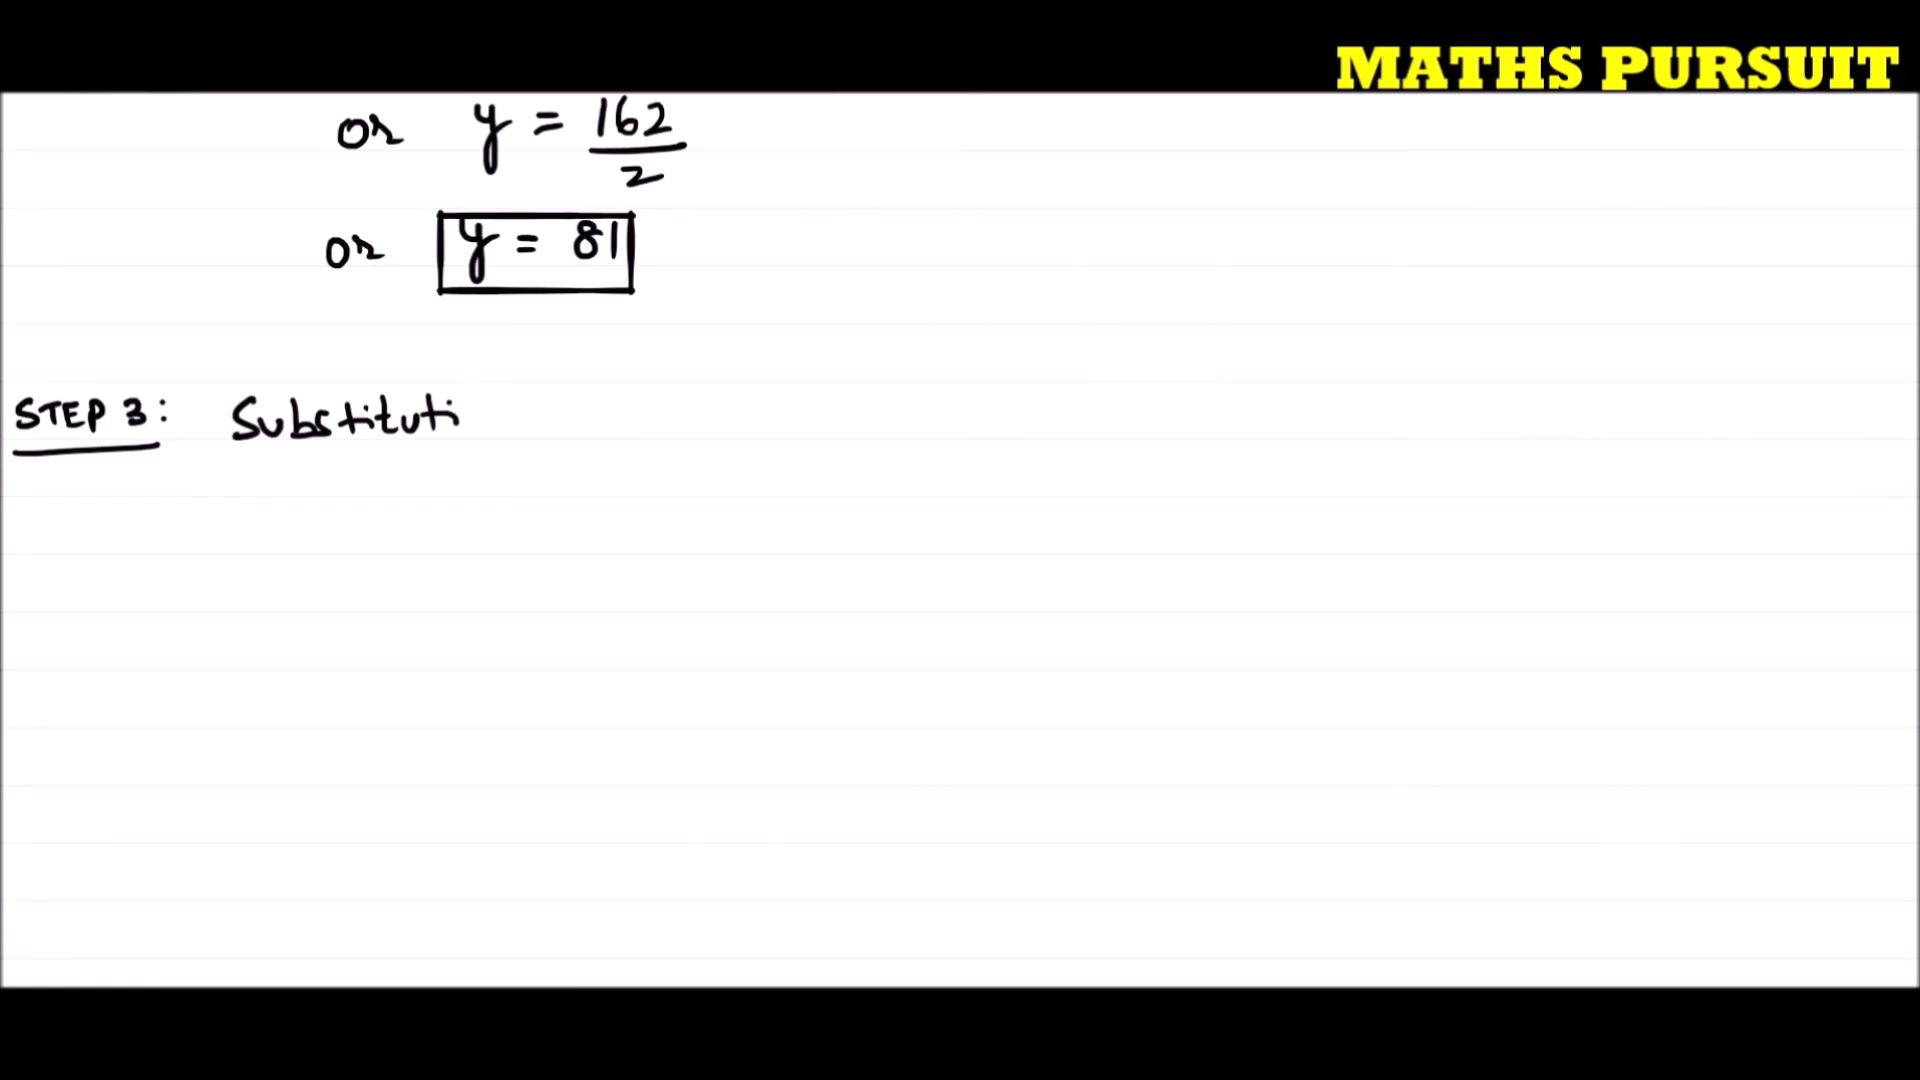 MATHS PURSUIT
or y = 162/2
or y = 81
STEP 3: Substituti